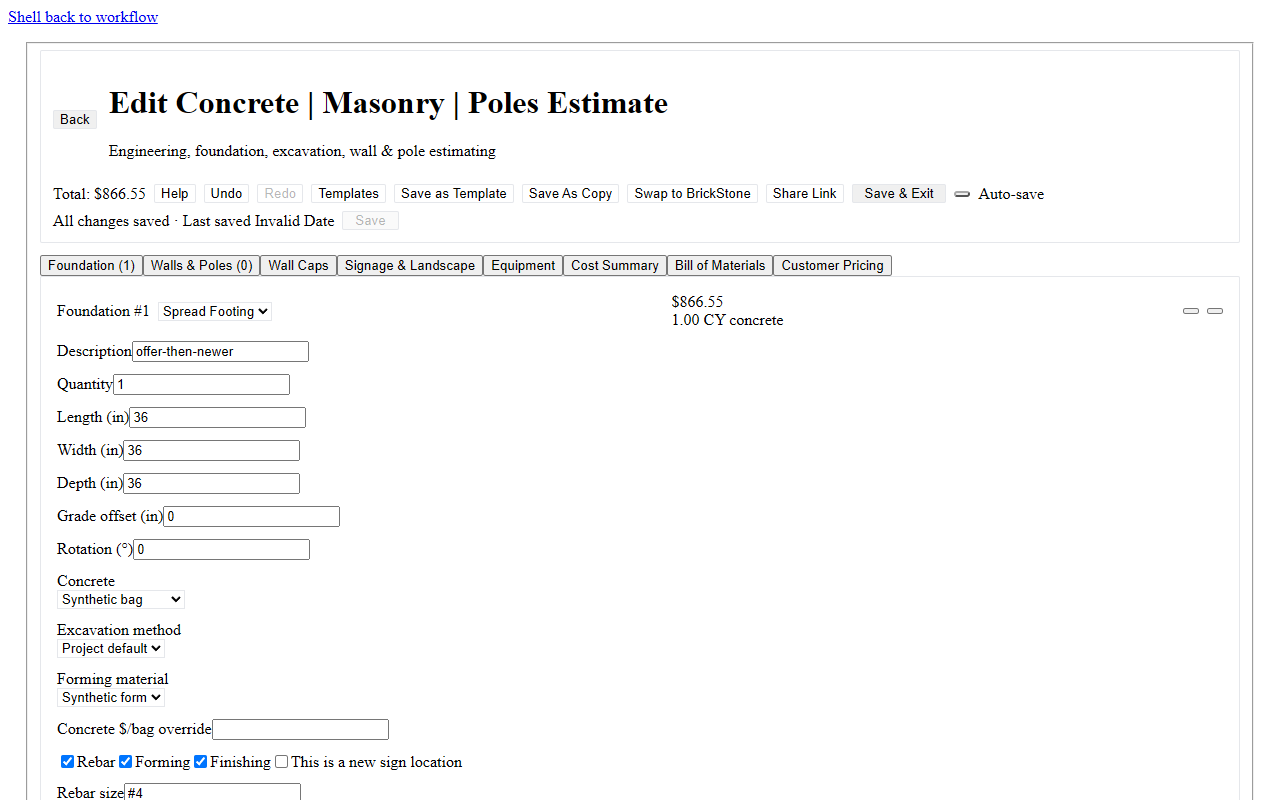 Shell back to workflow
Back
Edit Concrete | Masonry | Poles Estimate
Engineering, foundation, excavation, wall & pole estimating
Total: $866.55 Help Undo Redo Templates Save as Template Save As Copy Swap to BrickStone Share Link Save & Exit Auto-save
All changes saved · Last saved Invalid Date Save
Foundation (1) Walls & Poles (0) Wall Caps Signage & Landscape Equipment Cost Summary Bill of Materials Customer Pricing
Foundation #1 Spread Footing
$866.55
1.00 CY concrete
Description offer-then-newer
Quantity 1
Length (in) 36
Width (in) 36
Depth (in) 36
Grade offset (in) 0
Rotation (°) 0
Concrete
Synthetic bag
Excavation method
Project default
Forming material
Synthetic form
Concrete $/bag override
Rebar Forming Finishing This is a new sign location
Rebar size #4